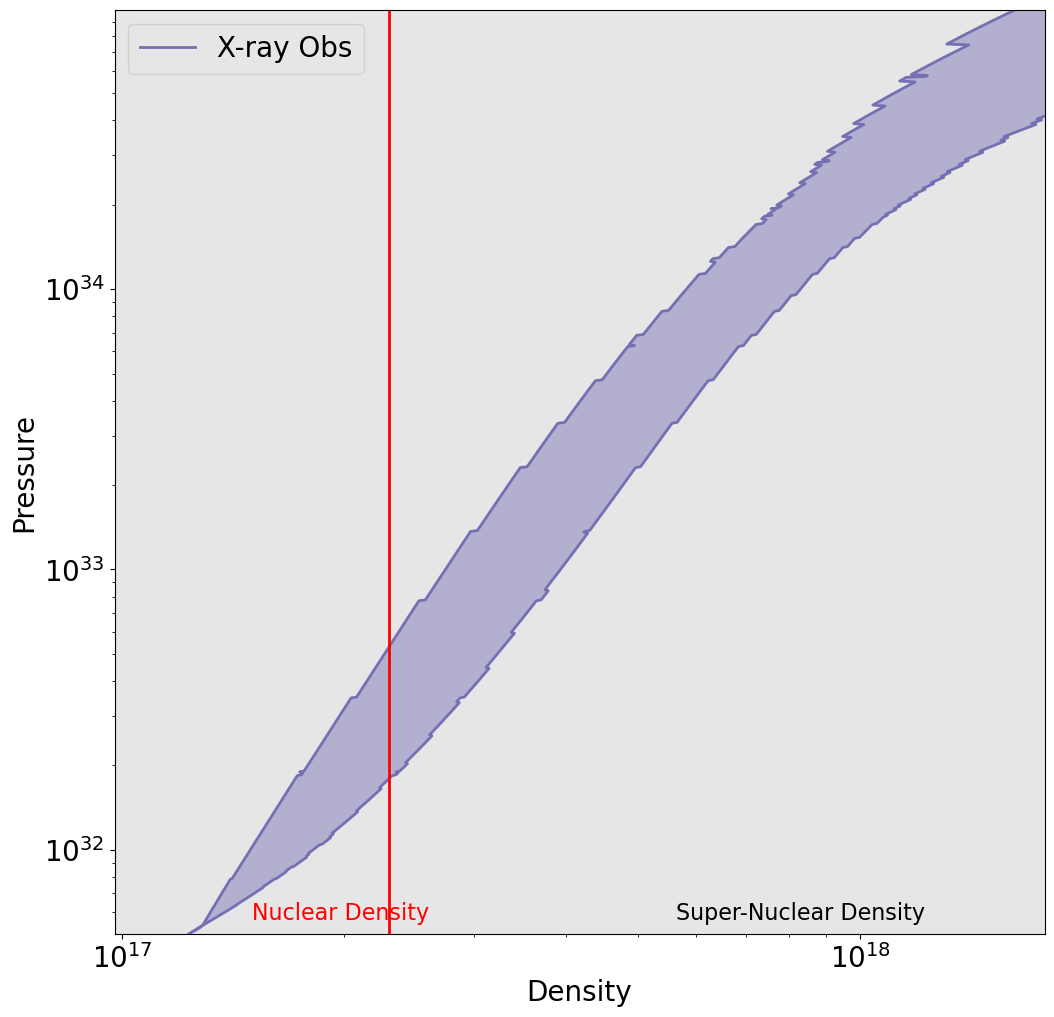 X-ray Obs
Pressure
10^34
10^33
10^32
Nuclear Density
Super-Nuclear Density
10^17
10^18
Density